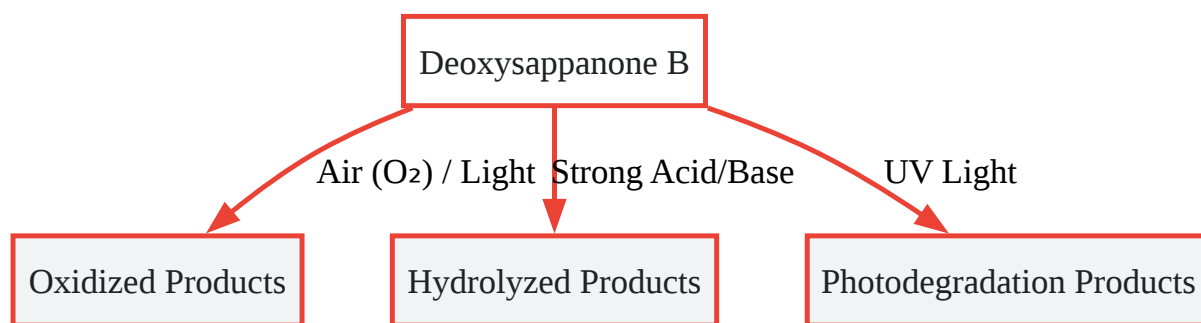 Deoxysappanone B
Air (O₂) / Light
Strong Acid/Base
UV Light
Oxidized Products
Hydrolyzed Products
Photodegradation Products